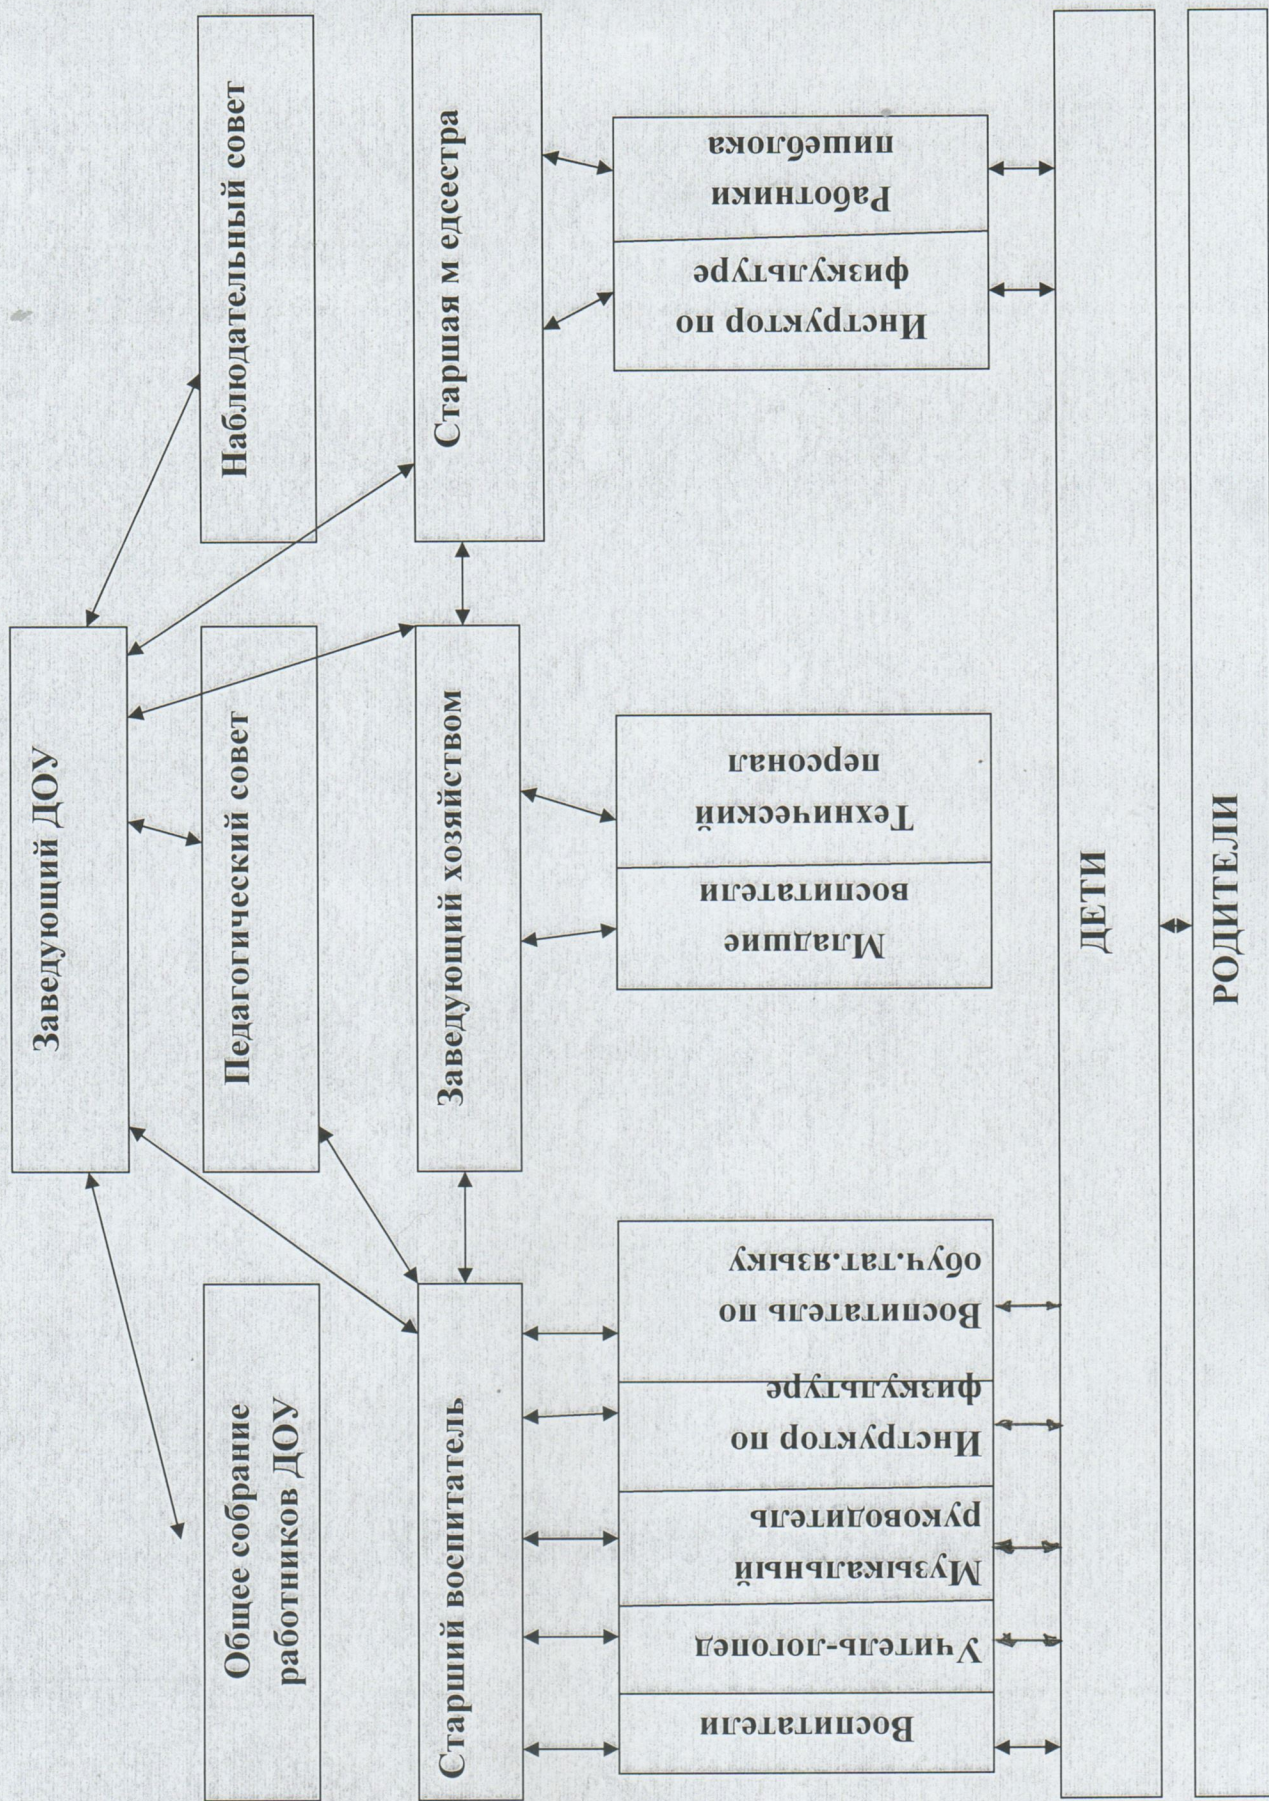 Заведующий ДОУ
Общее собрание
работников ДОУ
Педагогический совет
Наблюдательный совет
Старший воспитатель
Заведующий хозяйством
Старшая м едсестра
Воспитатели
Учитель-логопед
Музыкальный
руководитель
Инструктор по
физкультуре
Воспитатель по
обуч.тат.языку
Младшие
воспитатели
Технический
персонал
Инструктор по
физкультуре
Работники
пищеблока
ДЕТИ
РОДИТЕЛИ